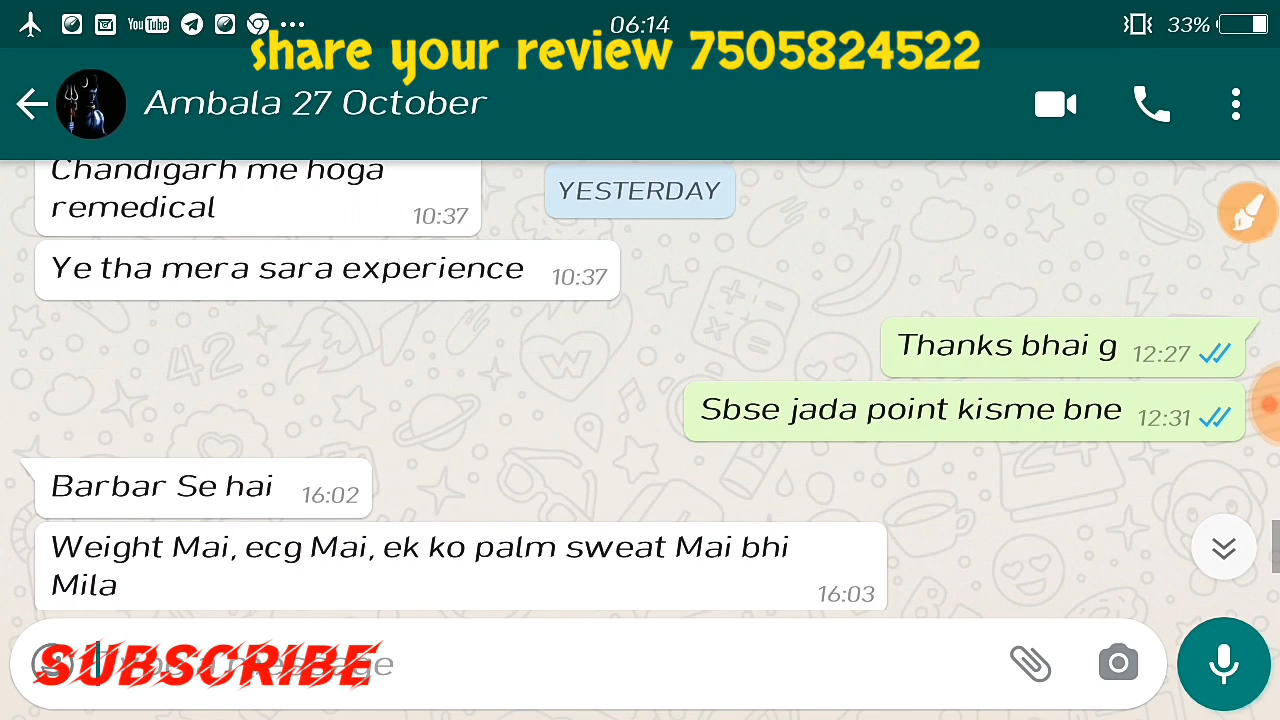 06:14
33%
share your review 7505824522
Ambala 27 October
Chandigarh me hoga
remedical 10:37
YESTERDAY
Ye tha mera sara experience 10:37
Thanks bhai g 12:27
Sbse jada point kisme bne 12:31
Barbar Se hai 16:02
Weight Mai, ecg Mai, ek ko palm sweat Mai bhi
Mila 16:03
SUBSCRIBE
message